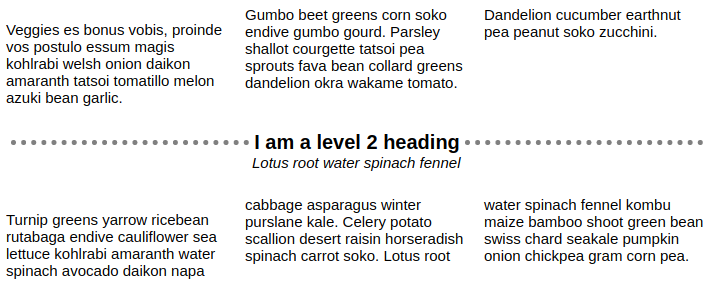 Veggies es bonus vobis, proinde
vos postulo essum magis
kohlrabi welsh onion daikon
amaranth tatsoi tomatillo melon
azuki bean garlic.
Gumbo beet greens corn soko
endive gumbo gourd. Parsley
shallot courgette tatsoi pea
sprouts fava bean collard greens
dandelion okra wakame tomato.
Dandelion cucumber earthnut
pea peanut soko zucchini.
I am a level 2 heading
Lotus root water spinach fennel
Turnip greens yarrow ricebean
rutabaga endive cauliflower sea
lettuce kohlrabi amaranth water
spinach avocado daikon napa
cabbage asparagus winter
purslane kale. Celery potato
scallion desert raisin horseradish
spinach carrot soko. Lotus root
water spinach fennel kombu
maize bamboo shoot green bean
swiss chard seakale pumpkin
onion chickpea gram corn pea.